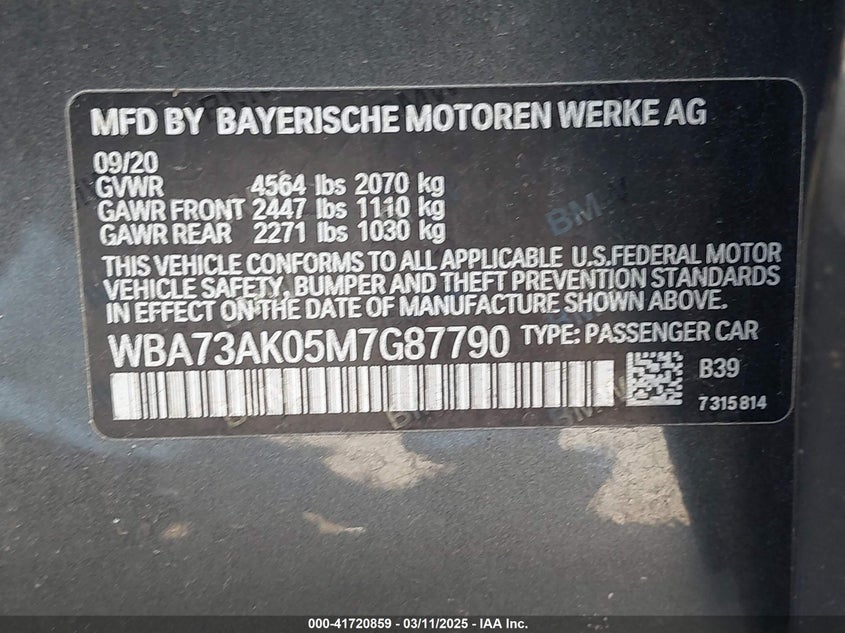 MFD BY BAYERISCHE MOTOREN WERKE AG
09/20
GVWR 4564 lbs 2070 kg
GAWR FRONT 2447 lbs 1110 kg
GAWR REAR 2271 lbs 1030 kg
THIS VEHICLE CONFORMS TO ALL APPLICABLE U.S.FEDERAL MOTOR
VEHICLE SAFETY, BUMPER AND THEFT PREVENTION STANDARDS
IN EFFECT ON THE DATE OF MANUFACTURE SHOWN ABOVE.
WBA73AK05M7G87790 TYPE: PASSENGER CAR
B39
7315814
000-41720859 - 03/11/2025 - IAA Inc.